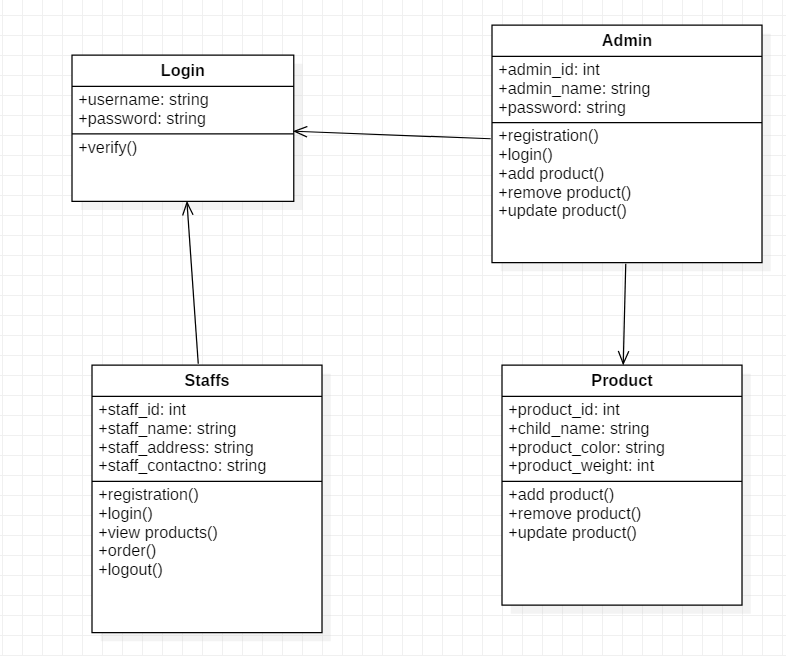 Login
+username: string
+password: string
+verify()
Admin
+admin_id: int
+admin_name: string
+password: string
+registration()
+login()
+add product()
+remove product()
+update product()
Staffs
+staff_id: int
+staff_name: string
+staff_address: string
+staff_contactno: string
+registration()
+login()
+view products()
+order()
+logout()
Product
+product_id: int
+child_name: string
+product_color: string
+product_weight: int
+add product()
+remove product()
+update product()